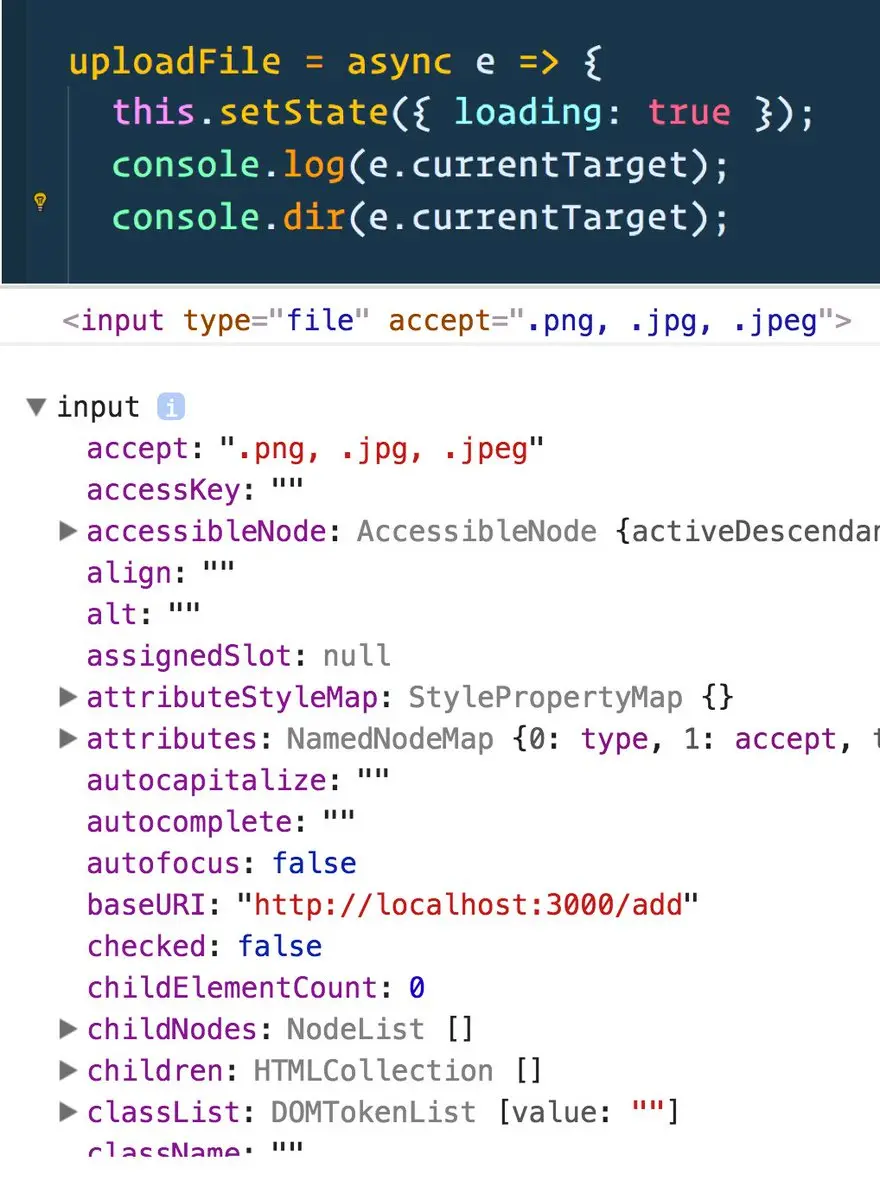 uploadFile = async e => {
this.setState({ loading: true });
console.log(e.currentTarget);
console.dir(e.currentTarget);
<input type="file" accept=".png, .jpg, .jpeg">
▼ input i
accept: ".png, .jpg, .jpeg"
accessKey: ""
▶ accessibleNode: AccessibleNode {activeDescendan
align: ""
alt: ""
assignedSlot: null
▶ attributeStyleMap: StylePropertyMap {}
▶ attributes: NamedNodeMap {0: type, 1: accept, t
autocapitalize: ""
autocomplete: ""
autofocus: false
baseURI: "http://localhost:3000/add"
checked: false
childElementCount: 0
▶ childNodes: NodeList []
▶ children: HTMLCollection []
▶ classList: DOMTokenList [value: ""]
className: ""